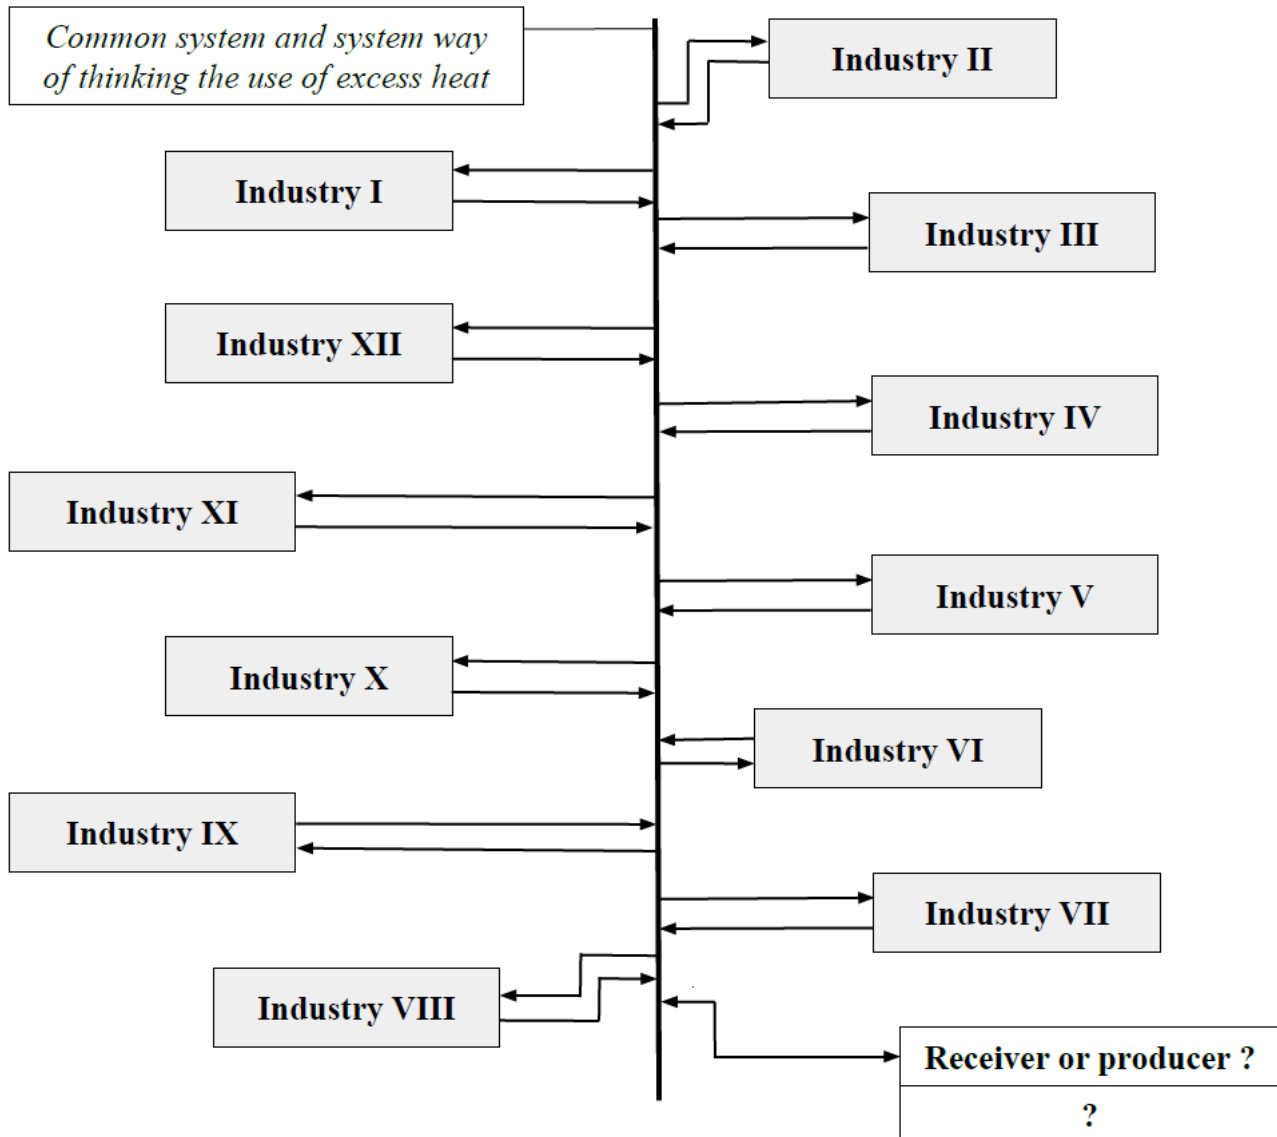 Common system and system way
of thinking the use of excess heat
Industry II
Industry I
Industry III
Industry XII
Industry IV
Industry XI
Industry V
Industry X
Industry VI
Industry IX
Industry VII
Industry VIII
Receiver or producer ?
?